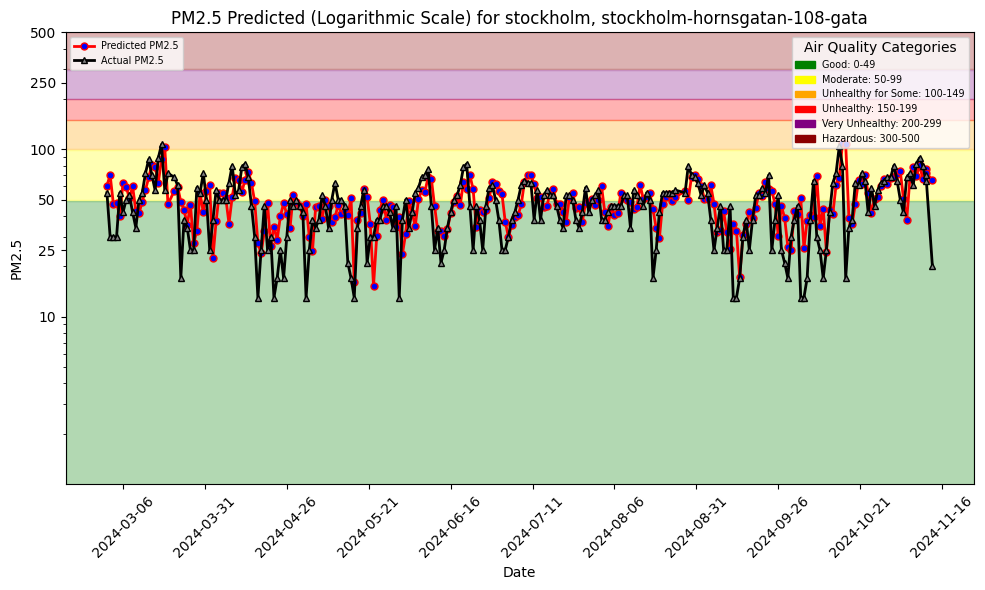 PM2.5 Predicted (Logarithmic Scale) for stockholm, stockholm-hornsgatan-108-gata
Predicted PM2.5
Actual PM2.5
Air Quality Categories
Good: 0-49
Moderate: 50-99
Unhealthy for Some: 100-149
Unhealthy: 150-199
Very Unhealthy: 200-299
Hazardous: 300-500
500
250
100
50
25
10
PM2.5
2024-03-06
2024-03-31
2024-04-26
2024-05-21
2024-06-16
2024-07-11
2024-08-06
2024-08-31
2024-09-26
2024-10-21
2024-11-16
Date